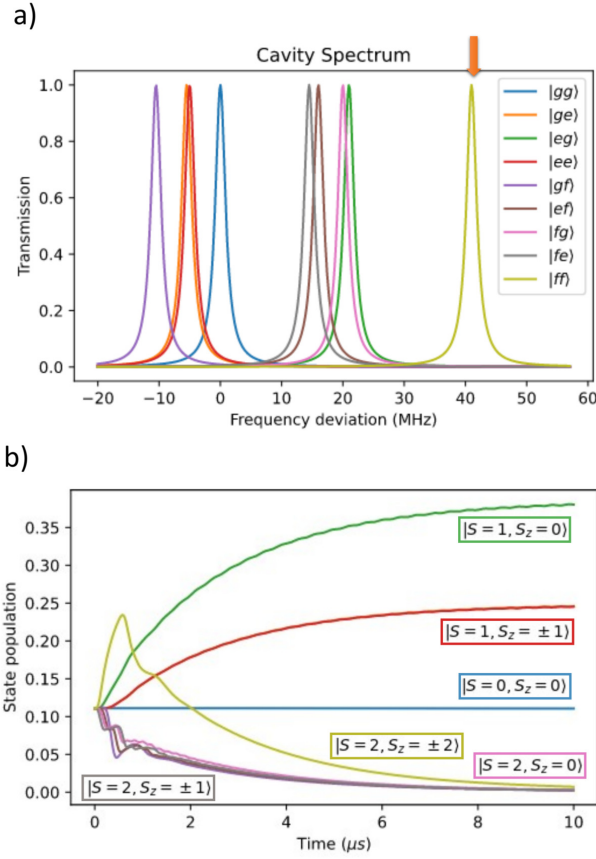 a)
Cavity Spectrum
1.0
0.8
0.6
0.4
0.2
0.0
Transmission
|gg⟩
|ge⟩
|eg⟩
|ee⟩
|gf⟩
|ef⟩
|fg⟩
|fe⟩
|ff⟩
−20 −10 0 10 20 30 40 50 60
Frequency deviation (MHz)
b)
0.35
0.30
0.25
0.20
0.15
0.10
0.05
0.00
State population
|S = 1, S_z = 0⟩
|S = 1, S_z = ±1⟩
|S = 0, S_z = 0⟩
|S = 2, S_z = ±2⟩
|S = 2, S_z = 0⟩
|S = 2, S_z = ±1⟩
0 2 4 6 8 10
Time (μs)